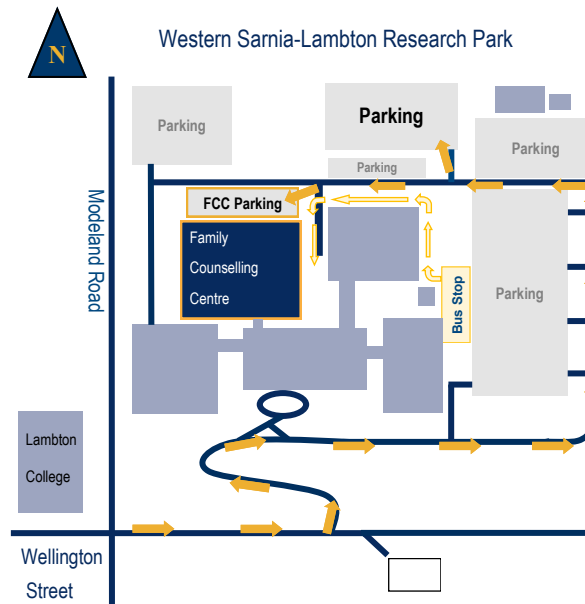 Western Sarnia-Lambton Research Park
N
Parking
Parking
Parking
Parking
FCC Parking
Family
Counselling
Centre
Modeland Road
Parking
Bus Stop
Lambton
College
Wellington
Street